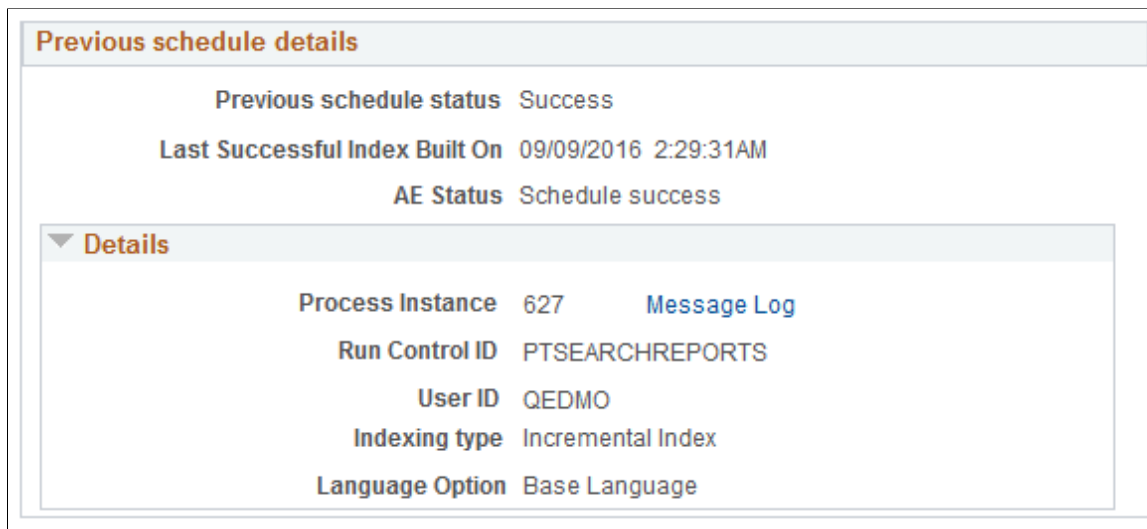 Previous schedule details
Previous schedule status Success
Last Successful Index Built On 09/09/2016 2:29:31AM
AE Status Schedule success
Details
Process Instance 627 Message Log
Run Control ID PTSEARCHREPORTS
User ID QEDMO
Indexing type Incremental Index
Language Option Base Language